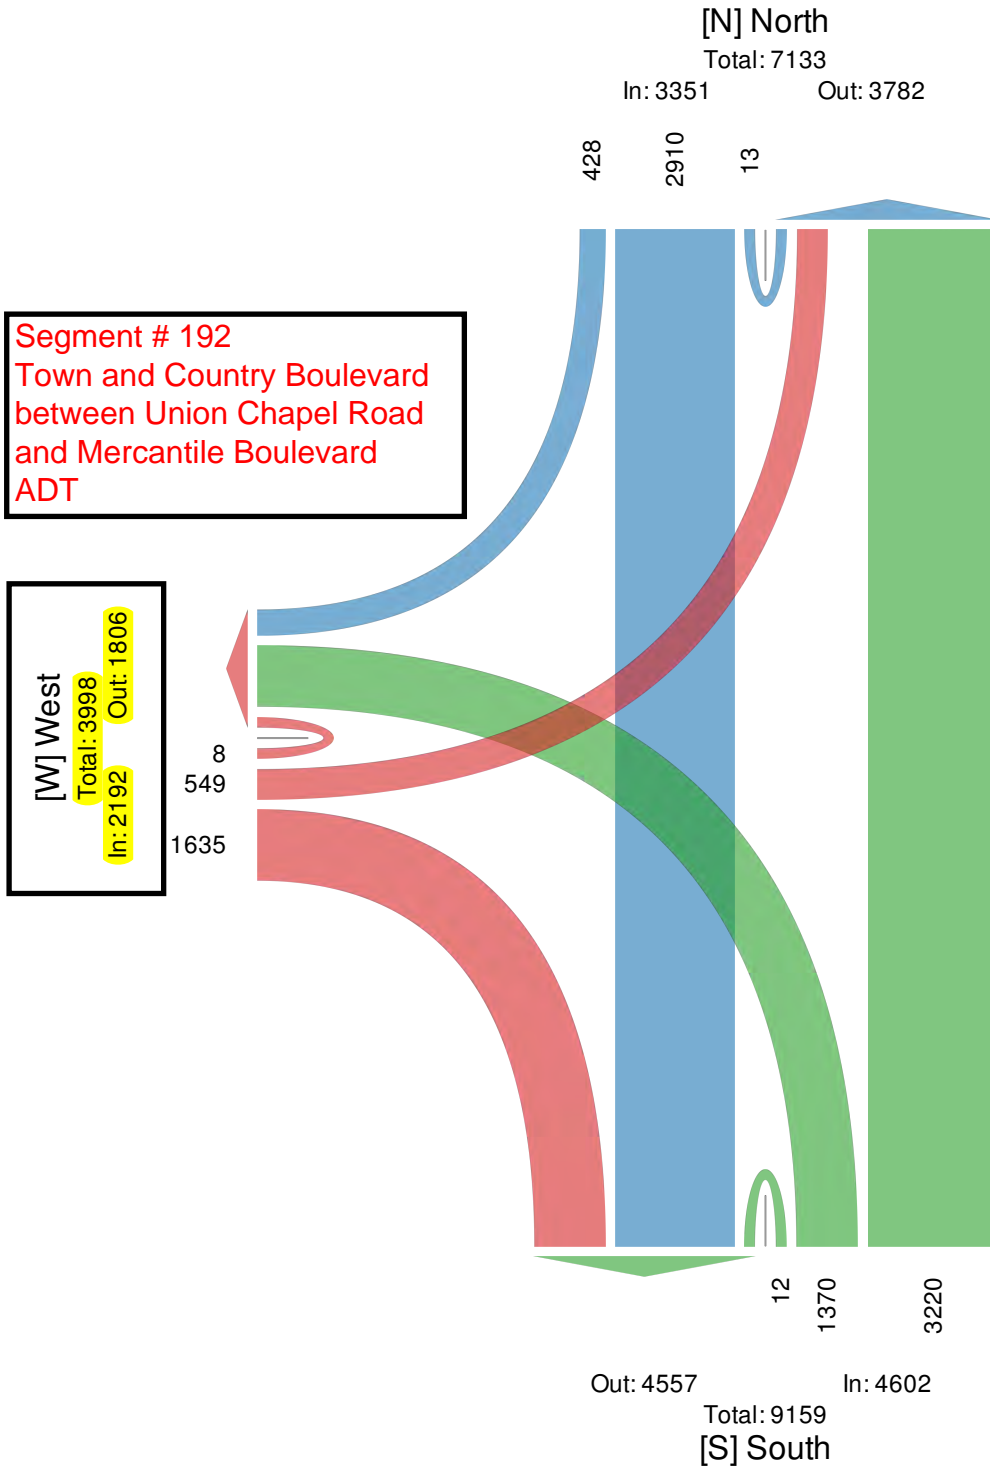 [N] North
Total: 7133
In: 3351
Out: 3782
428
2910
13
Segment # 192
Town and Country Boulevard
between Union Chapel Road
and Mercantile Boulevard
ADT
[W] West
Total: 3998
In: 2192
Out: 1806
8
549
1635
12
1370
3220
Out: 4557
In: 4602
Total: 9159
[S] South